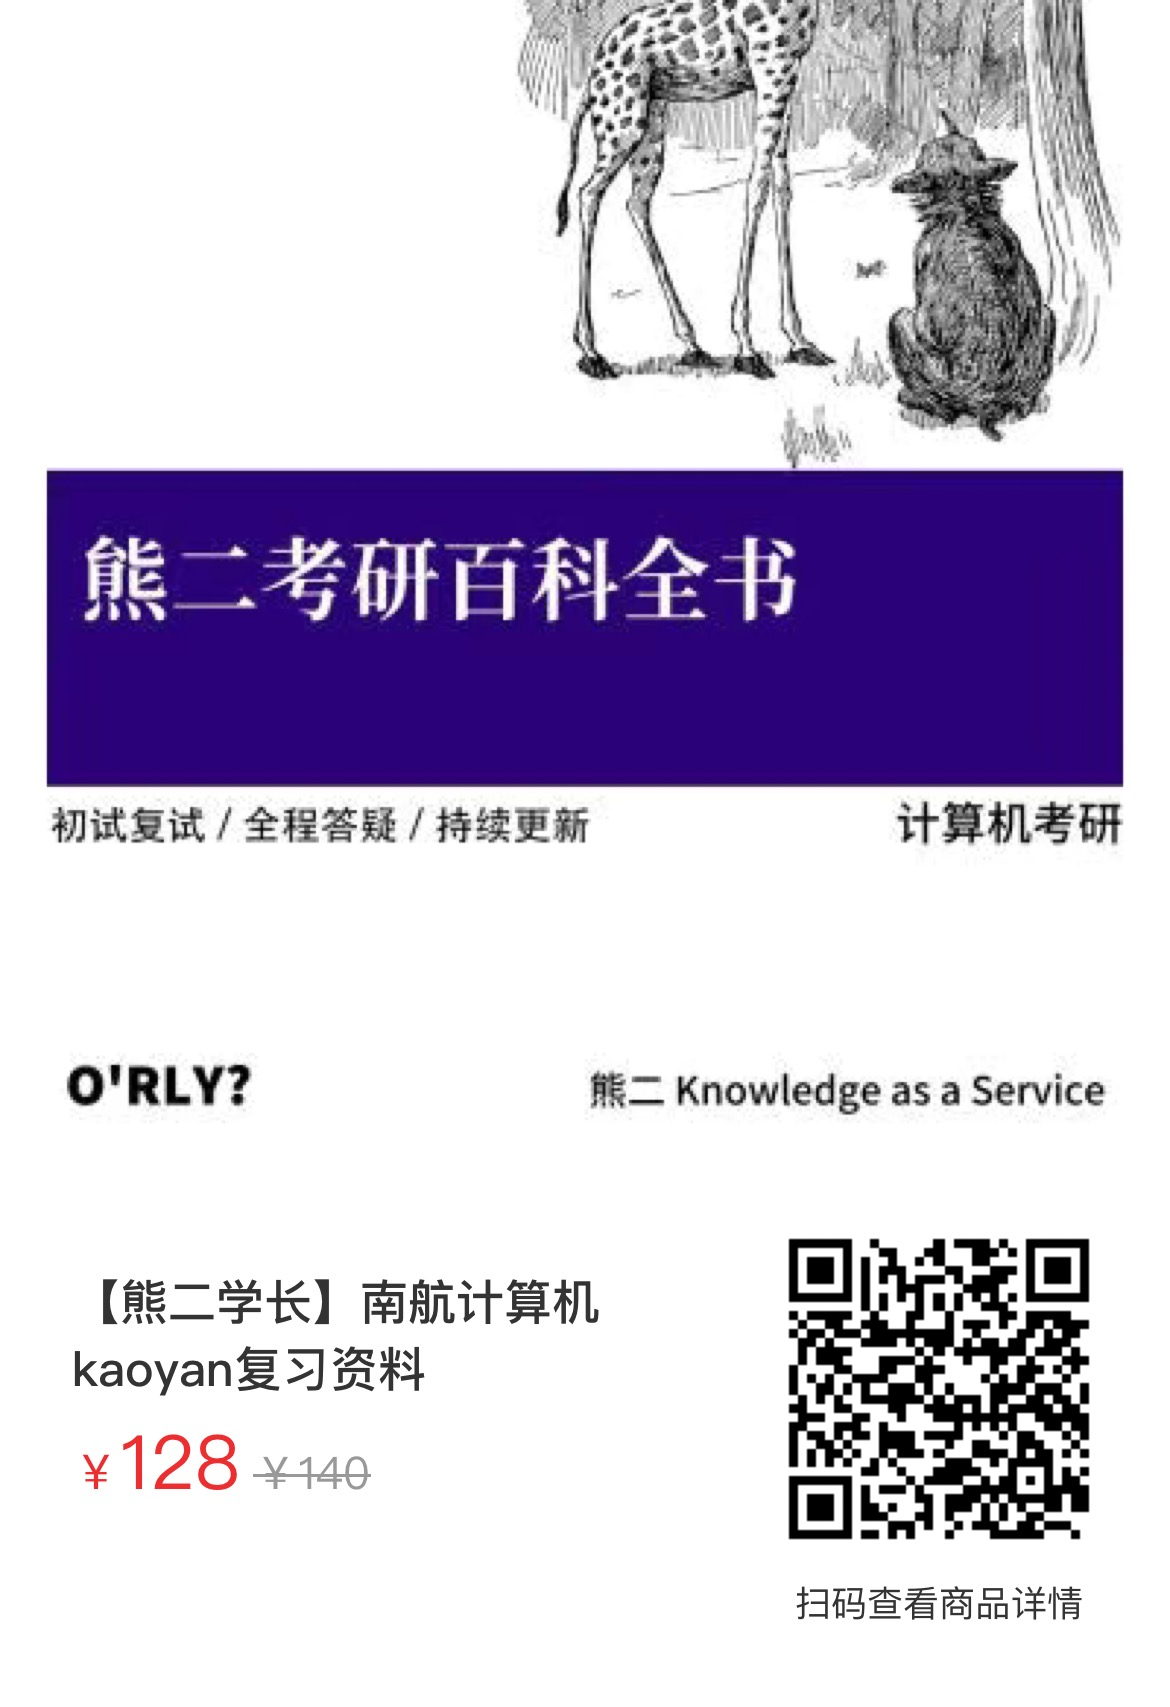 熊二考研百科全书
初试复试 / 全程答疑 / 持续更新
计算机考研
O'RLY?
熊二 Knowledge as a Service
【熊二学长】南航计算机
kaoyan复习资料
¥128 ¥140
扫码查看商品详情